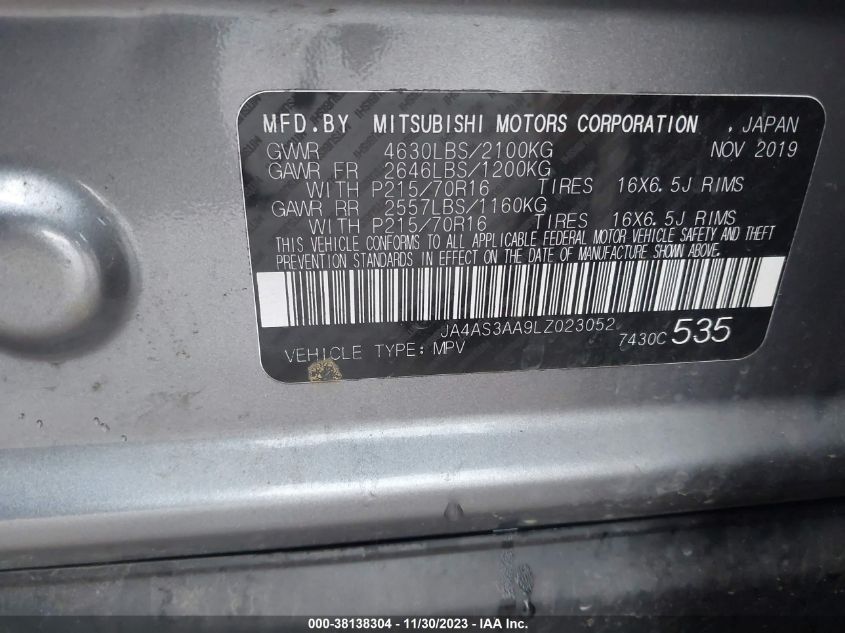 MFD.BY MITSUBISHI MOTORS CORPORATION , JAPAN
GVWR 4630LBS/2100KG NOV 2019
GAWR FR 2646LBS/1200KG
WITH P215/70R16 TIRES 16X6.5J RIMS
GAWR RR 2557LBS/1160KG
WITH P215/70R16 TIRES 16X6.5J RIMS
THIS VEHICLE CONFORMS TO ALL APPLICABLE FEDERAL MOTOR VEHICLE SAFETY AND THEFT
PREVENTION STANDARDS IN EFFECT ON THE DATE OF MANUFACTURE SHOWN ABOVE.
JA4AS3AA9LZ023052
7430C 535
VEHICLE TYPE: MPV
000-38138304 - 11/30/2023 - IAA Inc.